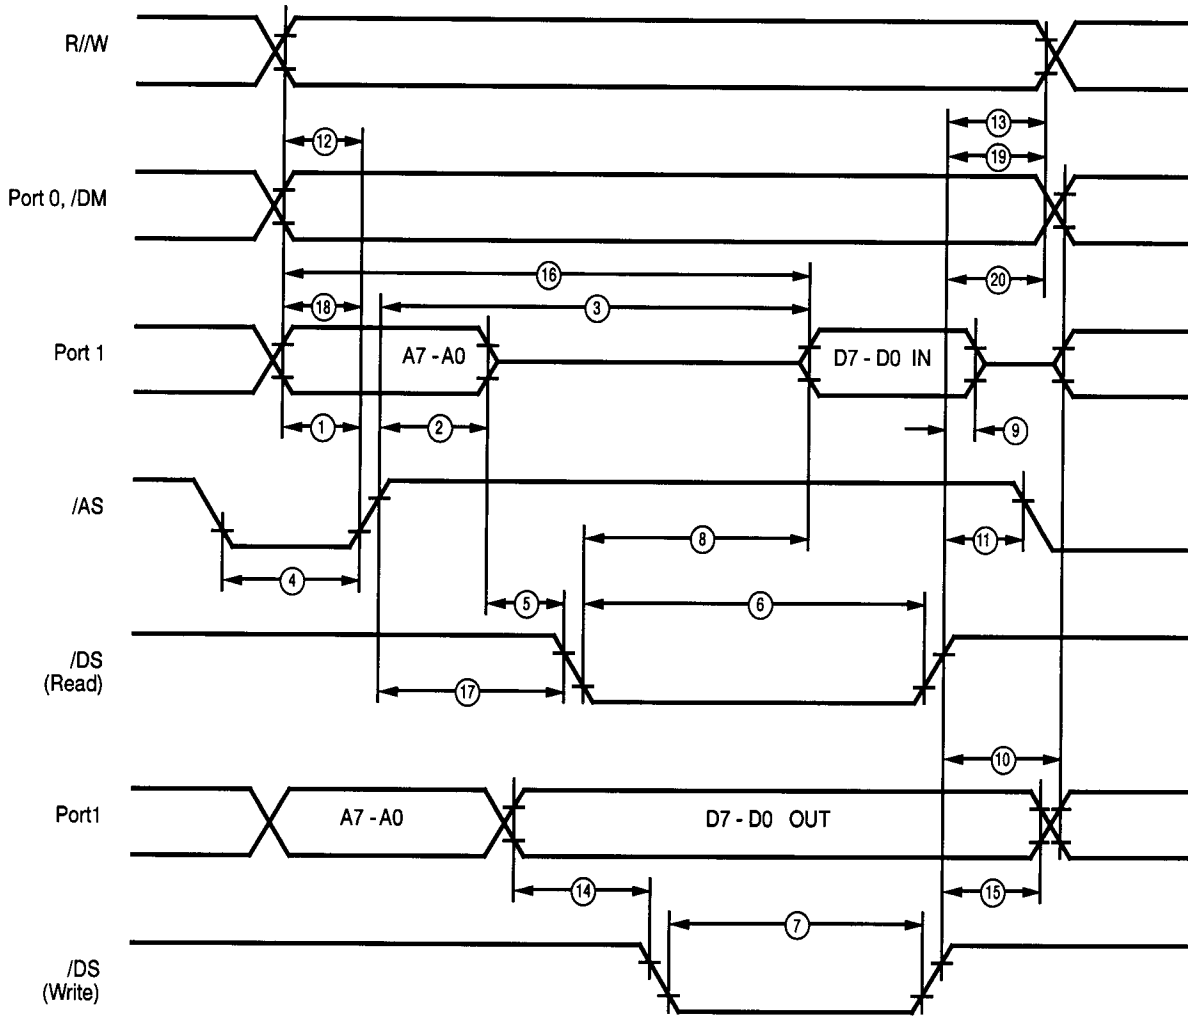 R//W
12
13
19
Port 0, /DM
16
20
18
3
Port 1
A7 - A0
D7 - D0 IN
1
2
9
/AS
8
11
4
5
6
/DS
(Read)
17
10
Port1
A7 - A0
D7 - D0 OUT
14
15
7
/DS
(Write)